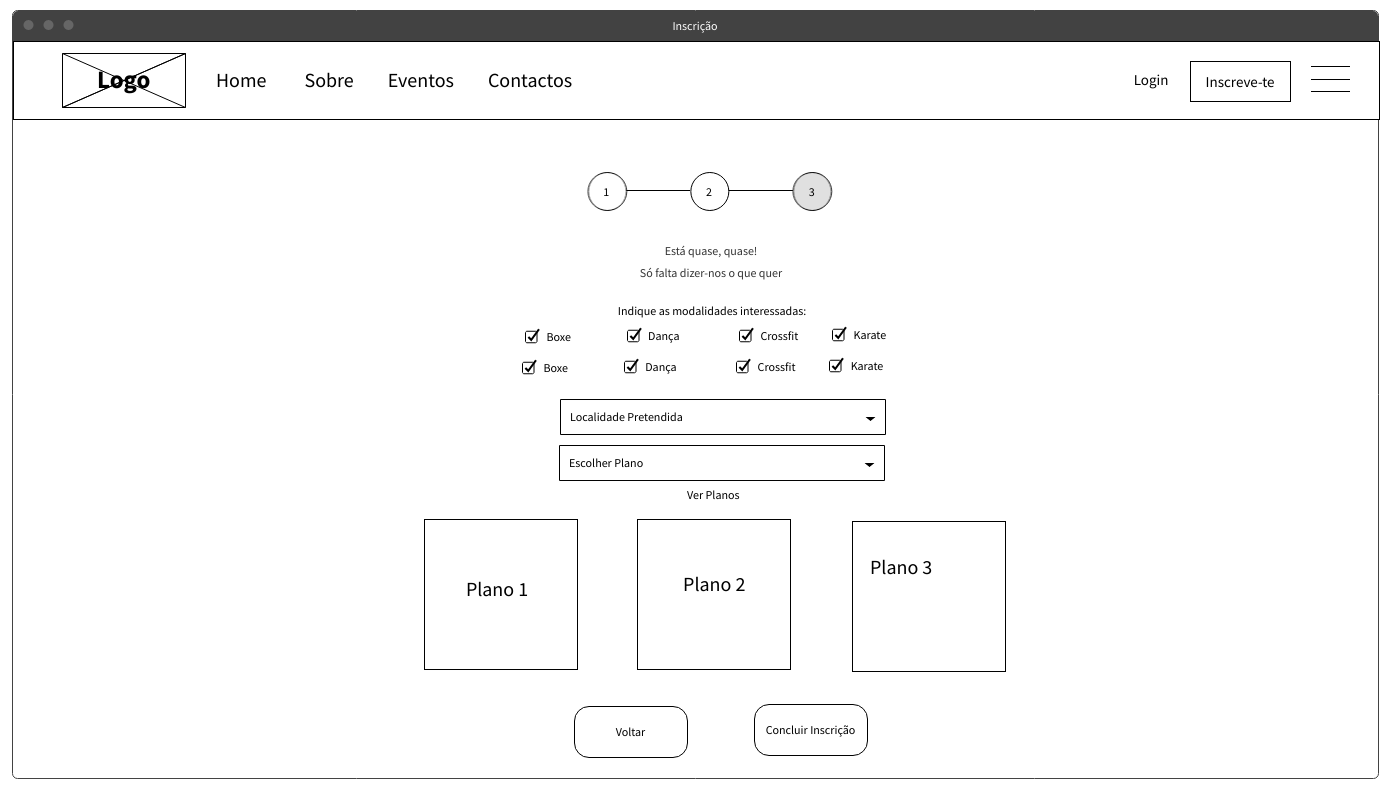 Inscrição
Logo Home Sobre Eventos Contactos Login Inscreve-te
1 2 3
Está quase, quase!
Só falta dizer-nos o que quer
Indique as modalidades interessadas:
Boxe Dança Crossfit Karate
Boxe Dança Crossfit Karate
Localidade Pretendida
Escolher Plano
Ver Planos
Plano 1 Plano 2 Plano 3
Voltar Concluir Inscrição